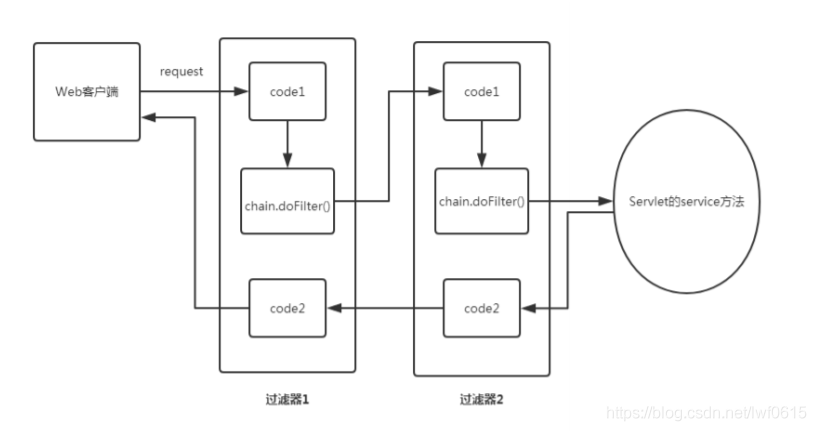 Web客户端
request
code1
chain.doFilter()
code2
过滤器1
code1
chain.doFilter()
code2
过滤器2
Servlet的service方法
https://blog.csdn.net/lwf0615